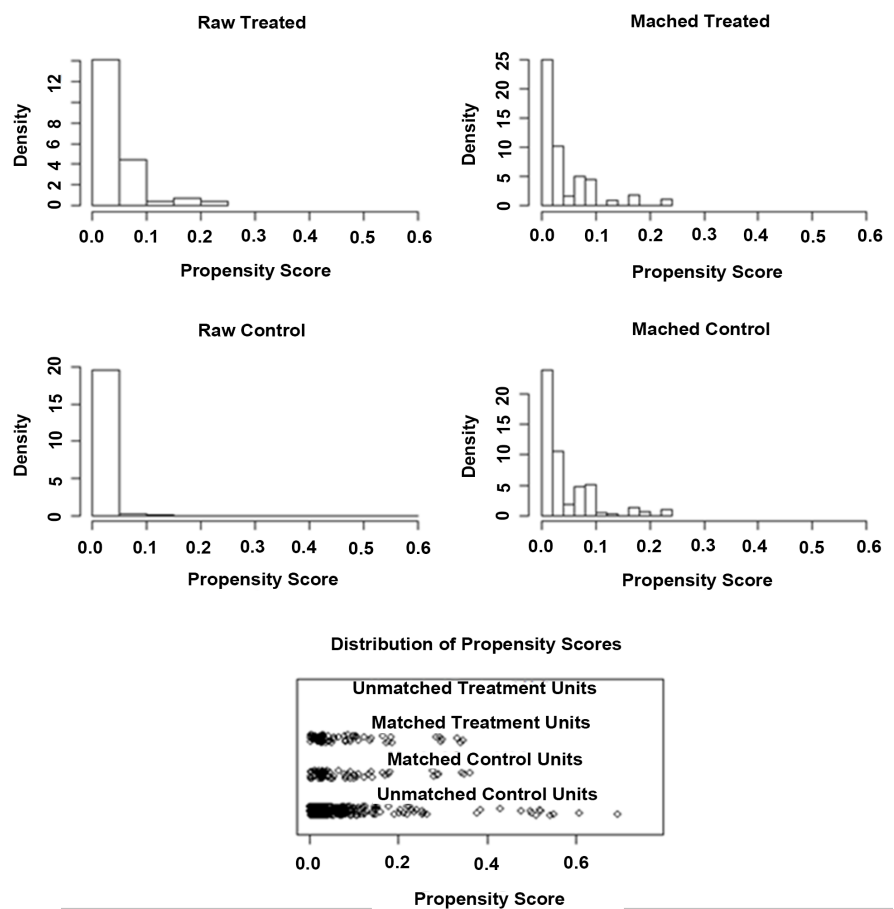 Raw Treated
Density
0 2 4 6 8 12
0.0 0.1 0.2 0.3 0.4 0.5 0.6
Propensity Score
Mached Treated
Density
0 5 10 15 20 25
0.0 0.1 0.2 0.3 0.4 0.5 0.6
Propensity Score
Raw Control
Density
0 5 10 15 20
0.0 0.1 0.2 0.3 0.4 0.5 0.6
Propensity Score
Mached Control
Density
0 5 10 15 20
0.0 0.1 0.2 0.3 0.4 0.5 0.6
Propensity Score
Distribution of Propensity Scores
Unmatched Treatment Units
Matched Treatment Units
Matched Control Units
Unmatched Control Units
0.0 0.2 0.4 0.6
Propensity Score